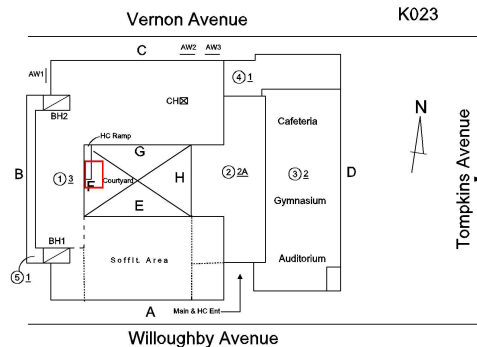 Vernon Avenue
K023
C
AW2 AW3
AW1
④ 1
CH
BH2
Cafeteria
N
HC Ramp
G
B
① 3
F
Courtyard
H
② 2A
③ 2
D
Tompkins Avenue
E
Gymnasium
BH1
Soffit Area
Auditorium
⑤ 1
A
Main & HC Ent
Willoughby Avenue